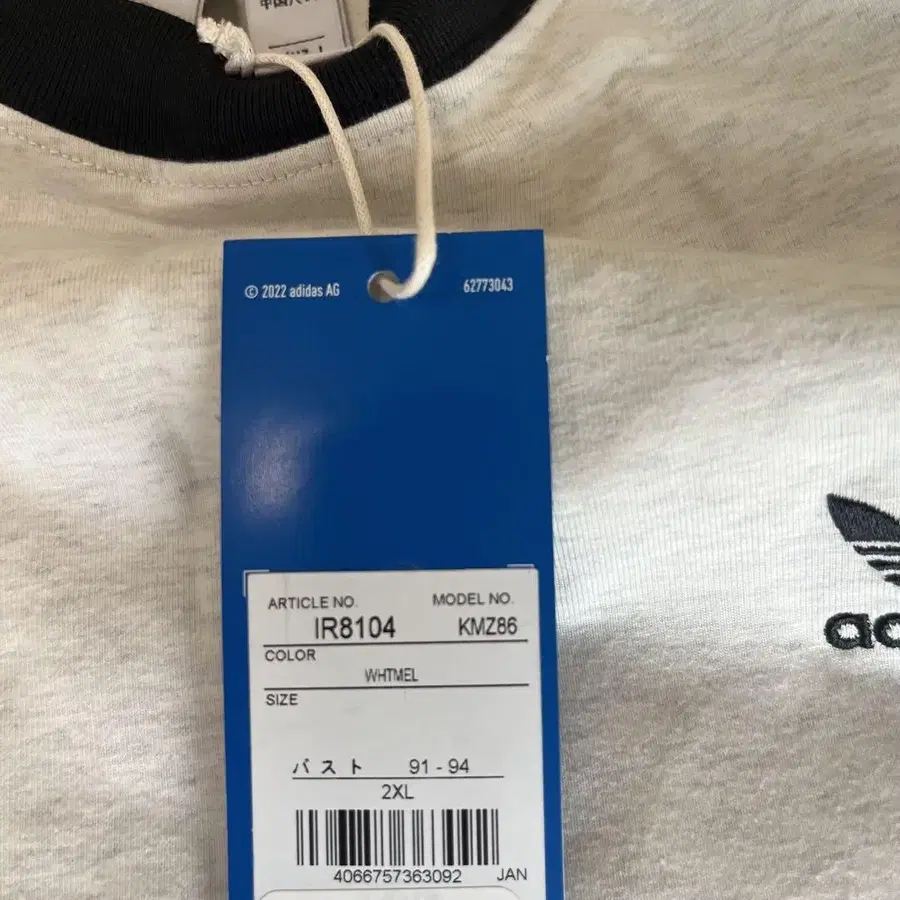 © 2022 adidas AG
62773043
ARTICLE NO.
MODEL NO.
IR8104
KMZ86
COLOR
WHTMEL
SIZE
バスト 91 - 94
2XL
4066757363092 JAN